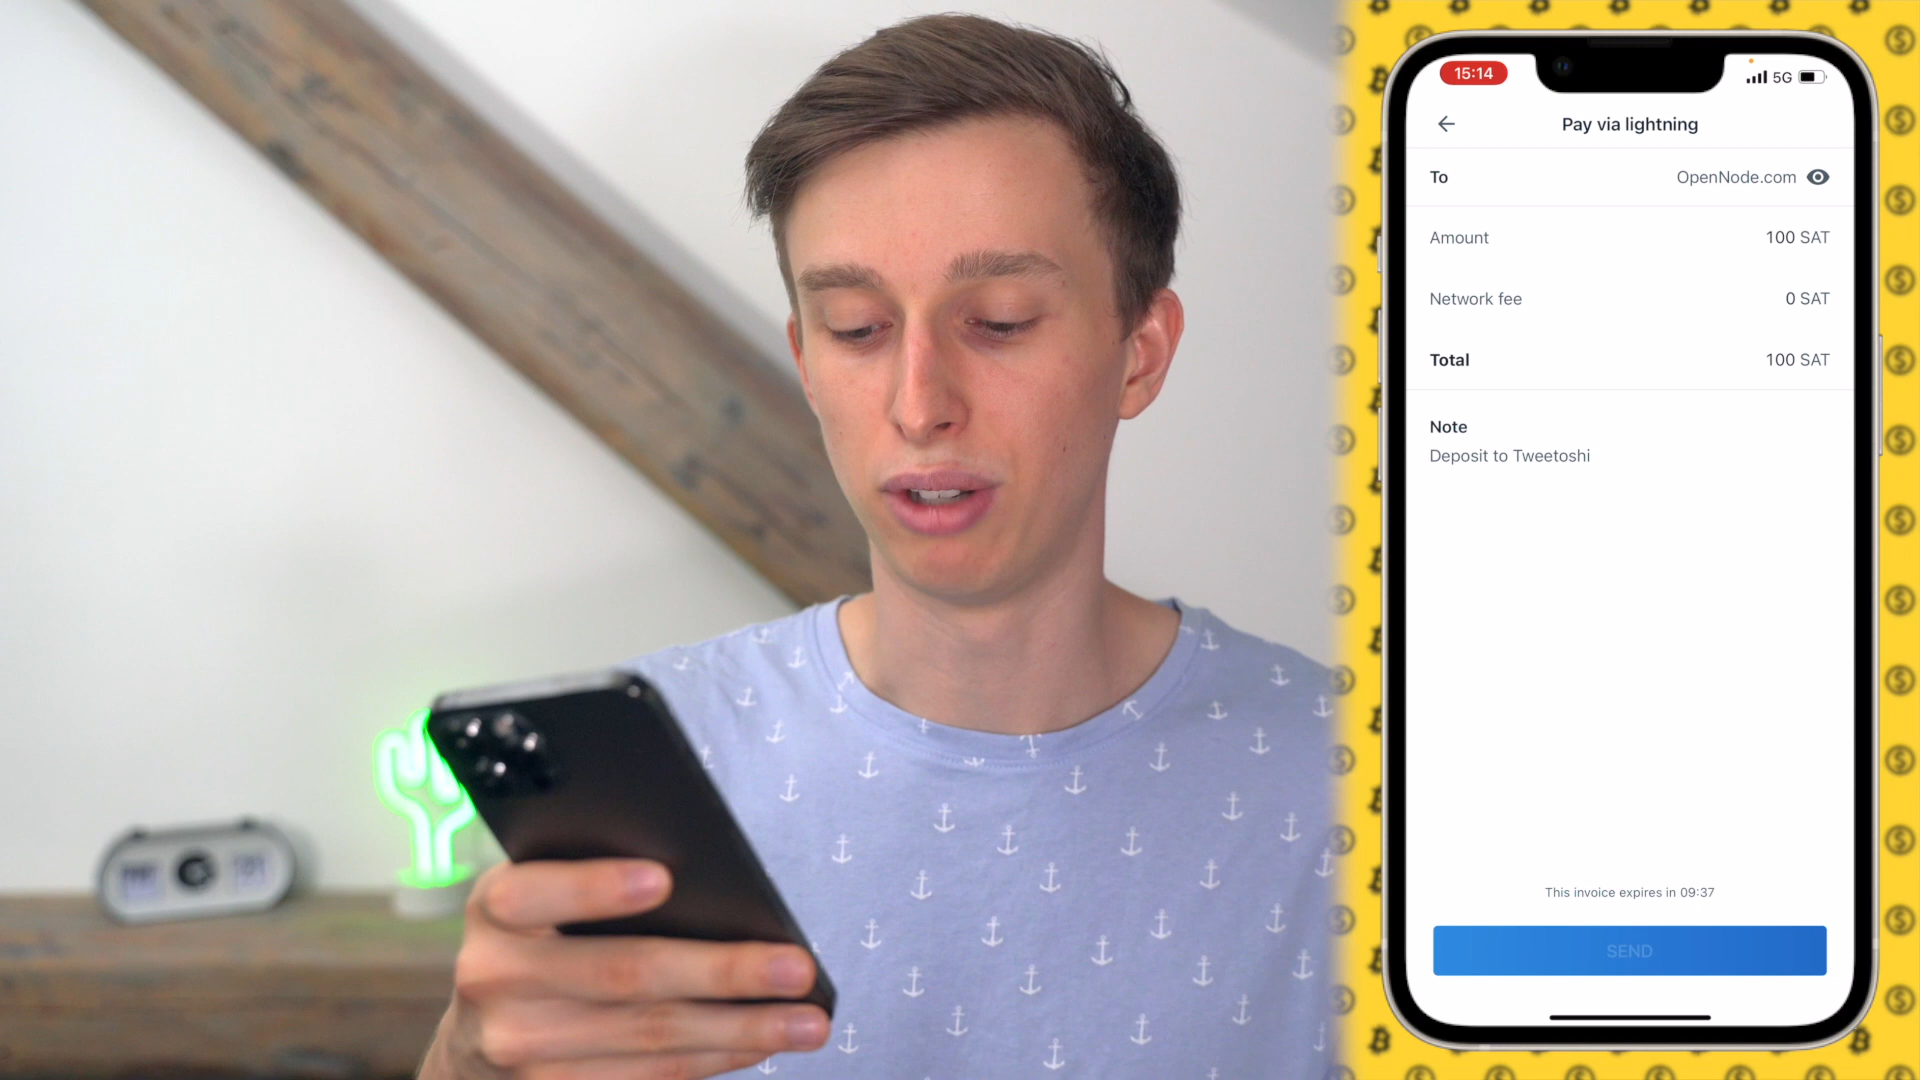 15:14
5G
Pay via lightning
To OpenNode.com
Amount 100 SAT
Network fee 0 SAT
Total 100 SAT
Note
Deposit to Tweetoshi
This invoice expires in 09:37
SEND